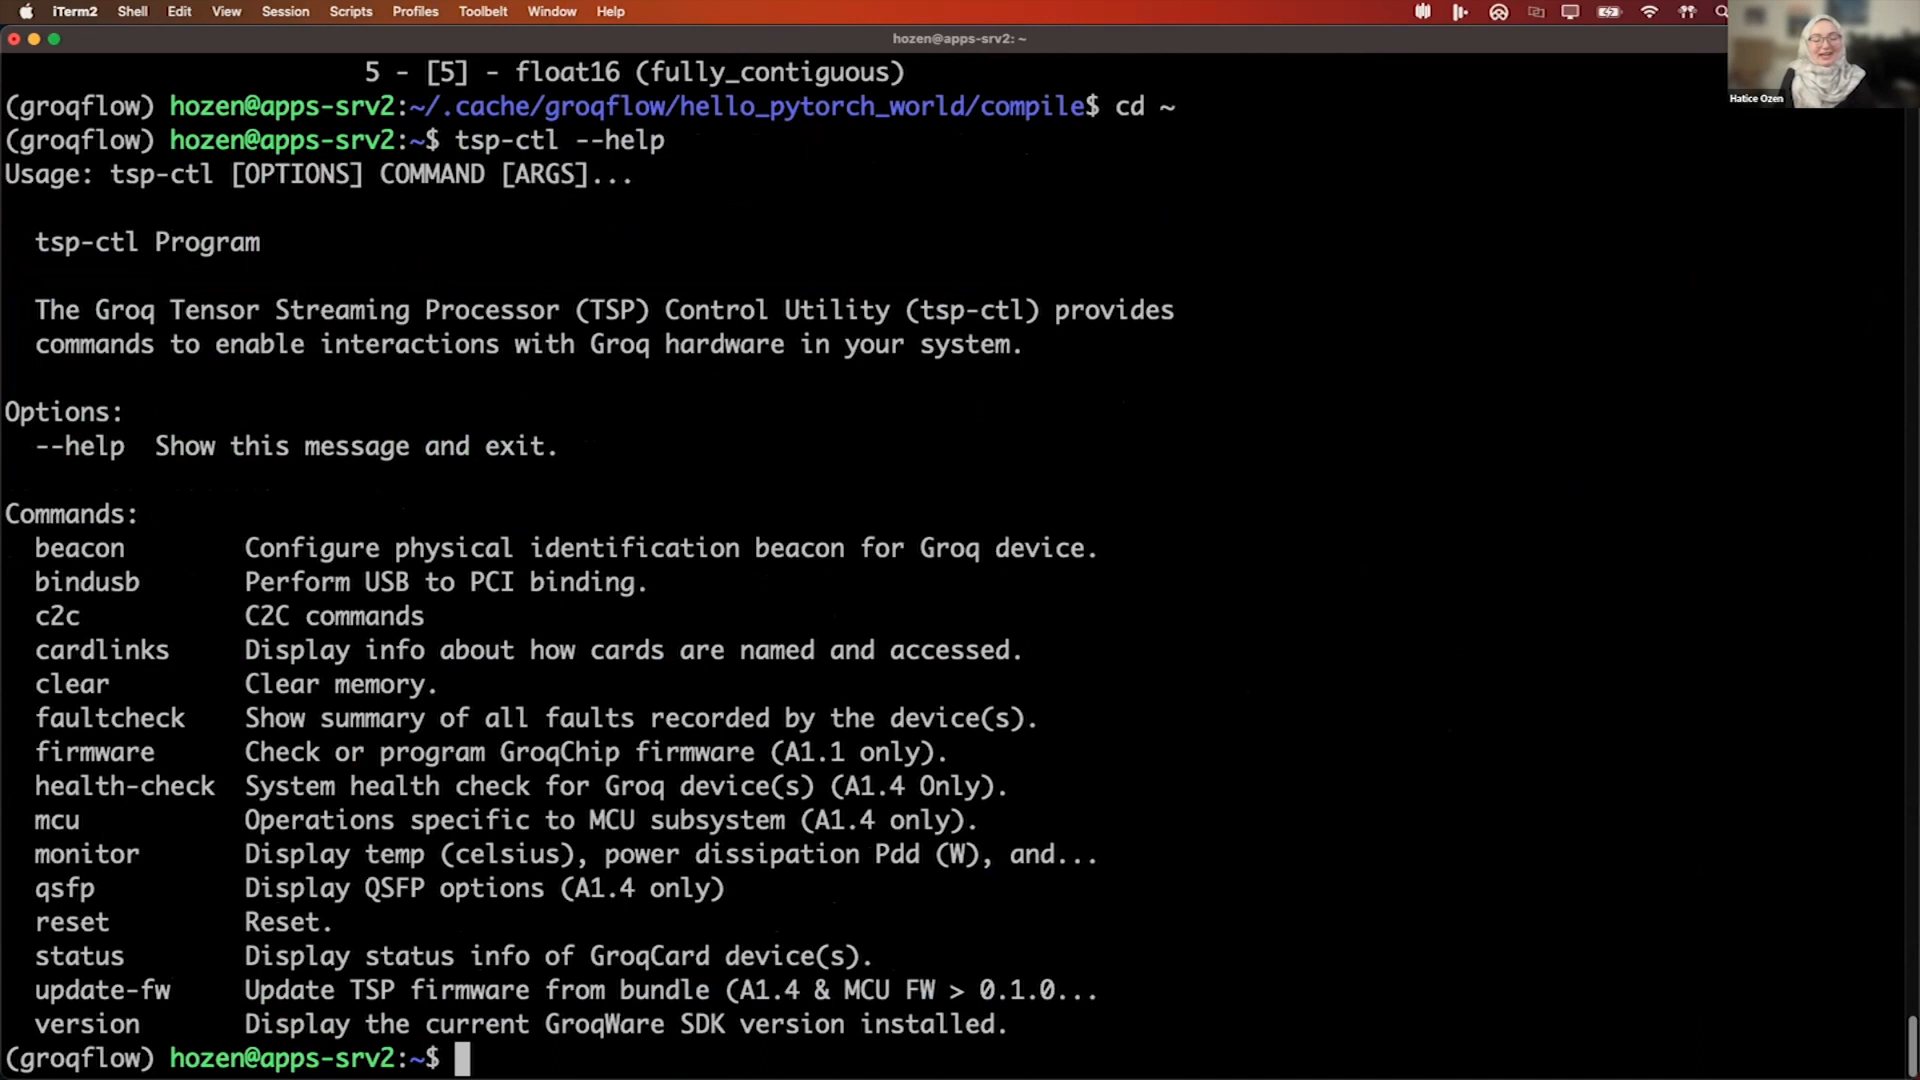 iTerm2 Shell Edit View Session Scripts Profiles Toolbelt Window Help
hozen@apps-srv2: ~
Hatice Ozen
5 - [5] - float16 (fully_contiguous)
(groqflow) hozen@apps-srv2:~/.cache/groqflow/hello_pytorch_world/compile$ cd ~
(groqflow) hozen@apps-srv2:~$ tsp-ctl --help
Usage: tsp-ctl [OPTIONS] COMMAND [ARGS]...
tsp-ctl Program
The Groq Tensor Streaming Processor (TSP) Control Utility (tsp-ctl) provides
commands to enable interactions with Groq hardware in your system.
Options:
--help Show this message and exit.
Commands:
beacon Configure physical identification beacon for Groq device.
bindusb Perform USB to PCI binding.
c2c C2C commands
cardlinks Display info about how cards are named and accessed.
clear Clear memory.
faultcheck Show summary of all faults recorded by the device(s).
firmware Check or program GroqChip firmware (A1.1 only).
health-check System health check for Groq device(s) (A1.4 Only).
mcu Operations specific to MCU subsystem (A1.4 only).
monitor Display temp (celsius), power dissipation Pdd (W), and...
qsfp Display QSFP options (A1.4 only)
reset Reset.
status Display status info of GroqCard device(s).
update-fw Update TSP firmware from bundle (A1.4 & MCU FW > 0.1.0...
version Display the current GroqWare SDK version installed.
(groqflow) hozen@apps-srv2:~$